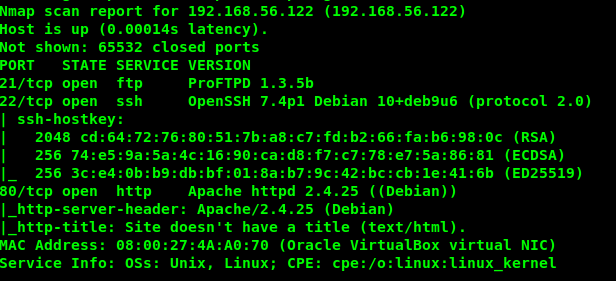 Nmap scan report for 192.168.56.122 (192.168.56.122)
Host is up (0.00014s latency).
Not shown: 65532 closed ports
PORT   STATE SERVICE VERSION
21/tcp open  ftp     ProFTPD 1.3.5b
22/tcp open  ssh     OpenSSH 7.4p1 Debian 10+deb9u6 (protocol 2.0)
| ssh-hostkey:
|   2048 cd:64:72:76:80:51:7b:a8:c7:fd:b2:66:fa:b6:98:0c (RSA)
|   256 74:e5:9a:5a:4c:16:90:ca:d8:f7:c7:78:e7:5a:86:81 (ECDSA)
|_  256 3c:e4:0b:b9:db:bf:01:8a:b7:9c:42:bc:cb:1e:41:6b (ED25519)
80/tcp open  http    Apache httpd 2.4.25 ((Debian))
|_http-server-header: Apache/2.4.25 (Debian)
|_http-title: Site doesn't have a title (text/html).
MAC Address: 08:00:27:4A:A0:70 (Oracle VirtualBox virtual NIC)
Service Info: OSs: Unix, Linux; CPE: cpe:/o:linux:linux_kernel